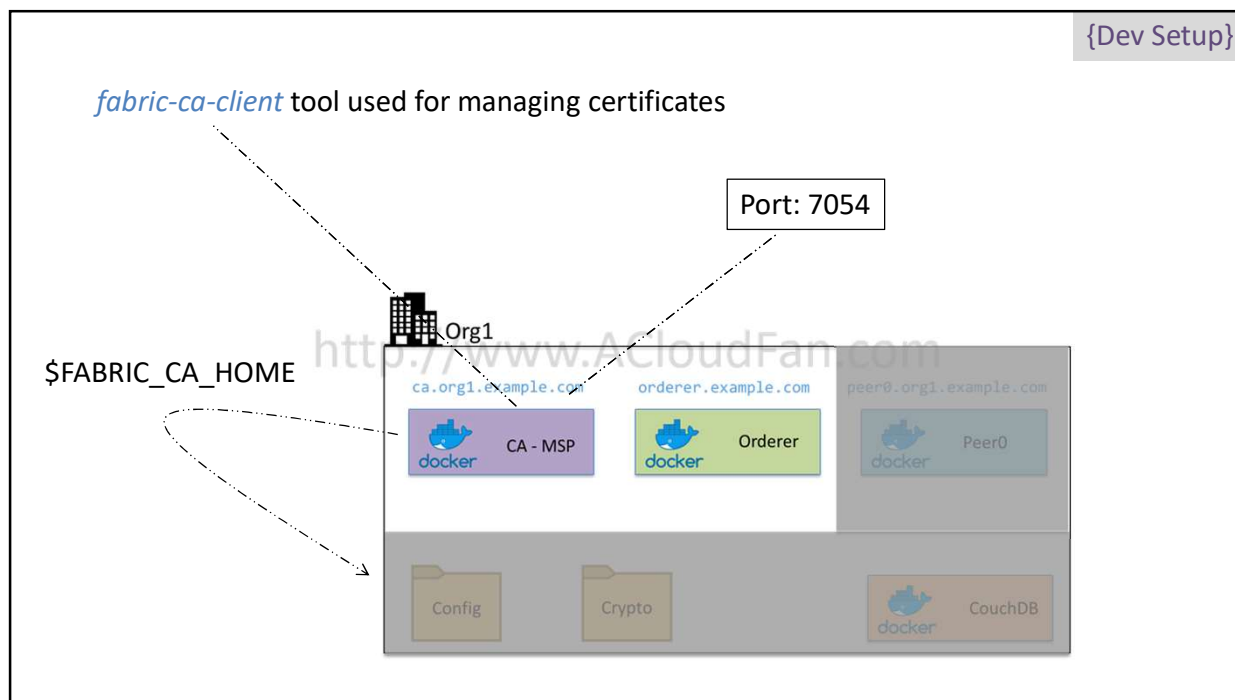 {Dev Setup}
fabric-ca-client tool used for managing certificates
Port: 7054
Org1
http://www.ACloudFan.com
$FABRIC_CA_HOME
ca.org1.example.com
orderer.example.com
peer0.org1.example.com
docker
CA - MSP
docker
Orderer
docker
Peer0
Config
Crypto
docker
CouchDB